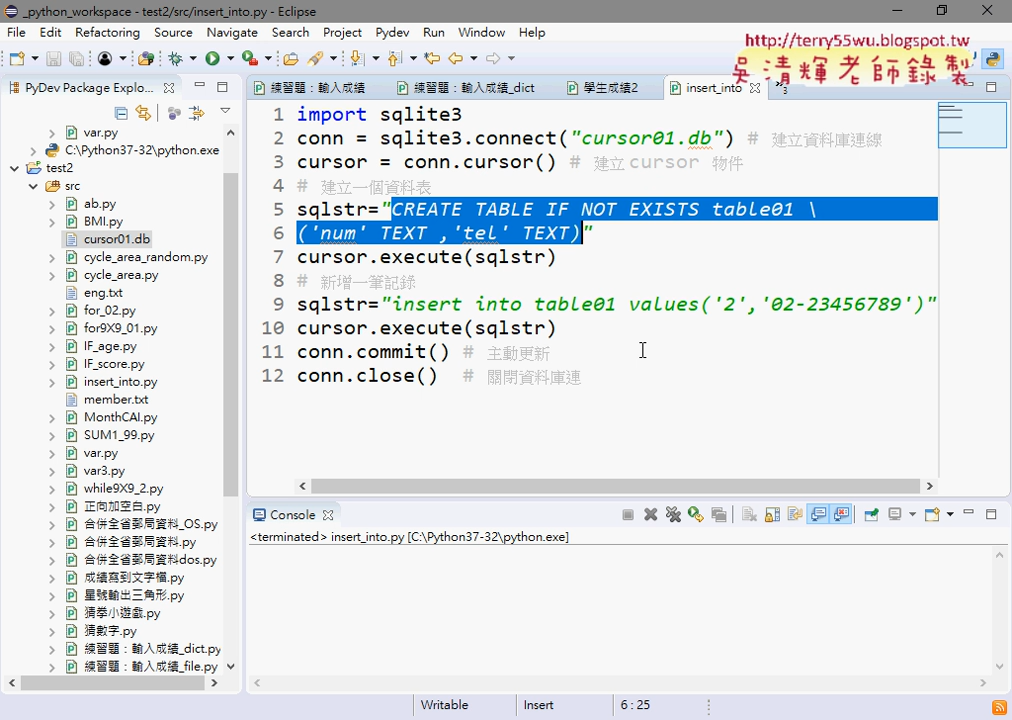 _python_workspace - test2/src/insert_into.py - Eclipse
File Edit Refactoring Source Navigate Search Project Pydev Run Window Help
http://terry55wu.blogspot.tw
吳清輝老師錄製
PyDev Package Explo...
練習題：輸入成績
練習題：輸入成績_dict
學生成績2
insert_into
3
var.py
C:\Python37-32\python.exe
test2
src
ab.py
BMI.py
cursor01.db
cycle_area_random.py
cycle_area.py
eng.txt
for_02.py
for9X9_01.py
IF_age.py
IF_score.py
insert_into.py
member.txt
MonthCAI.py
SUM1_99.py
var.py
var3.py
while9X9_2.py
正向加空白.py
合併全省郵局資料_OS.py
合併全省郵局資料.py
合併全省郵局資料dos.py
成績寫到文字檔.py
星號輸出三角形.py
猜拳小遊戲.py
猜數字.py
練習題：輸入成績_dict.py
練習題：輸入成績_file.py
1 import sqlite3
2 conn = sqlite3.connect("cursor01.db") # 建立資料庫連線
3 cursor = conn.cursor() # 建立 cursor 物件
4 # 建立一個資料表
5 sqlstr="CREATE TABLE IF NOT EXISTS table01 \
6 ('num' TEXT ,'tel' TEXT)"
7 cursor.execute(sqlstr)
8 # 新增一筆記錄
9 sqlstr="insert into table01 values('2','02-23456789')"
10 cursor.execute(sqlstr)
11 conn.commit() # 主動更新
12 conn.close() # 關閉資料庫連
Console
<terminated> insert_into.py [C:\Python37-32\python.exe]
Writable Insert 6 : 25